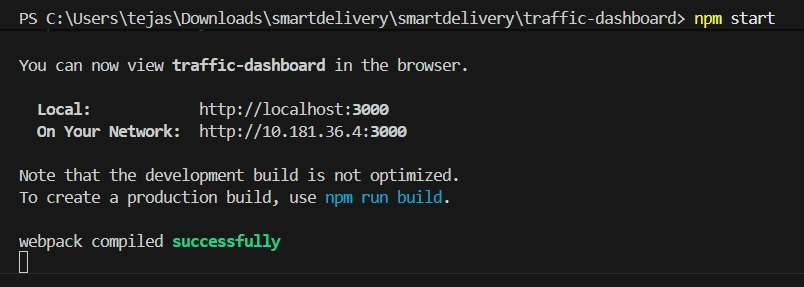 PS C:\Users\tejas\Downloads\smartdelivery\smartdelivery\traffic-dashboard> npm start
You can now view traffic-dashboard in the browser.
Local: http://localhost:3000
On Your Network: http://10.181.36.4:3000
Note that the development build is not optimized.
To create a production build, use npm run build.
webpack compiled successfully